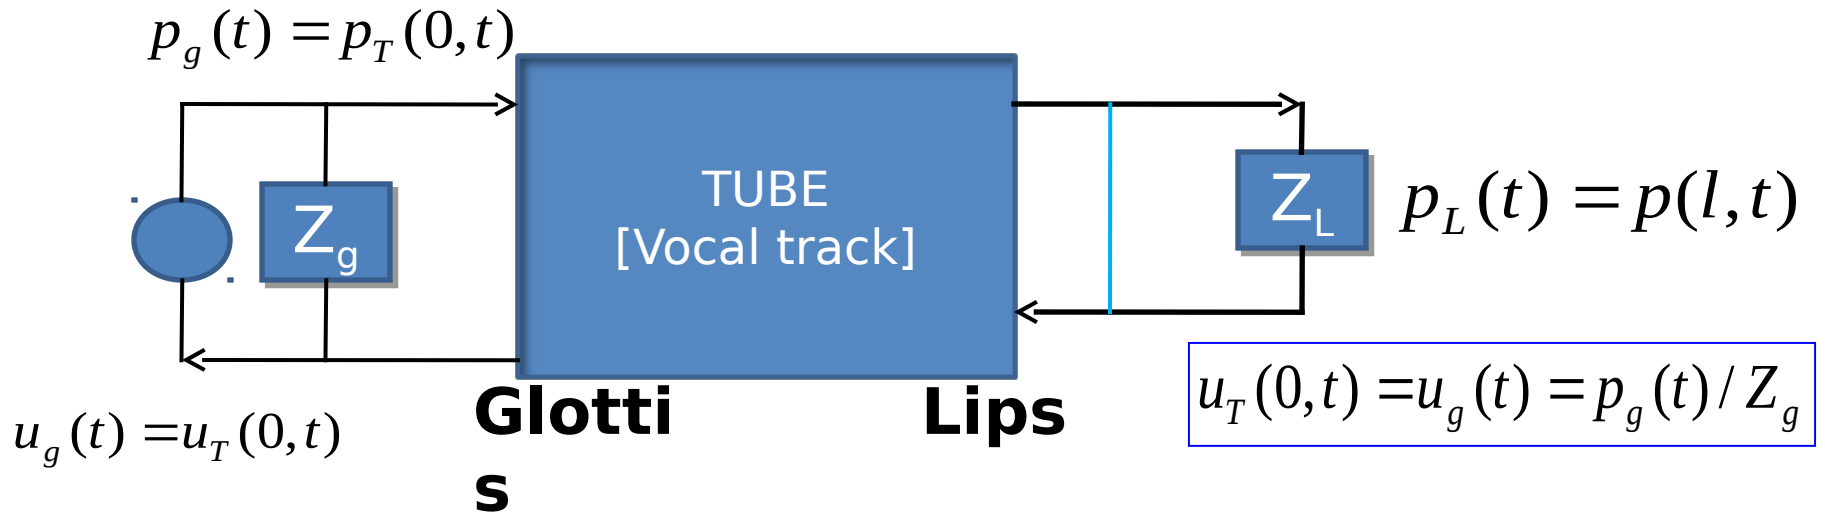 p_g(t) = p_T(0,t)
TUBE
[Vocal track]
Z_g
Z_L
p_L(t) = p(l,t)
u_T(0,t) = u_g(t) = p_g(t) / Z_g
Glotti
s
Lips
u_g(t) = u_T(0,t)